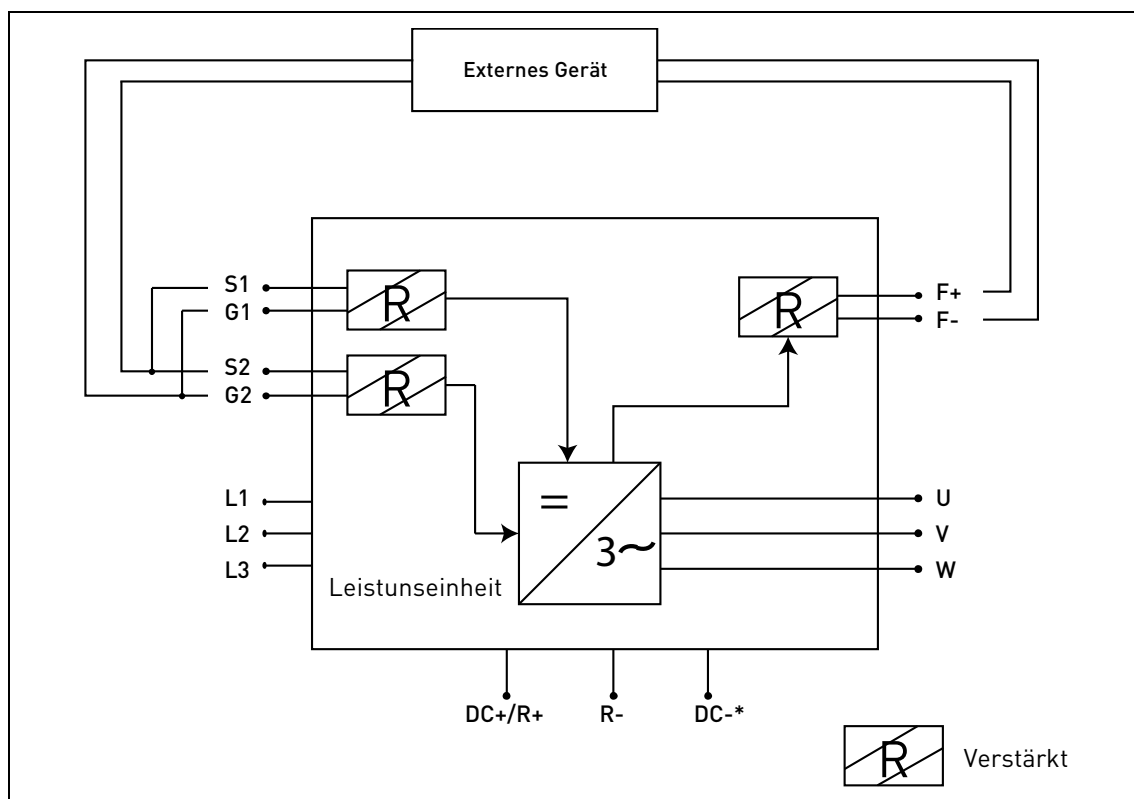 Externes Gerät
S1
G1
S2
G2
R
R
R
F+
F-
L1
L2
L3
=
3~
U
V
W
Leistunseinheit
DC+/R+
R-
DC-*
R
Verstärkt